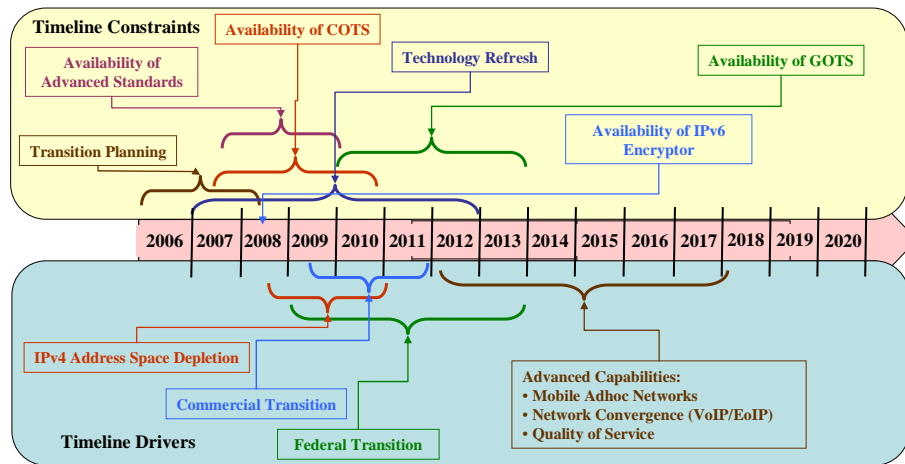 Timeline Constraints
Availability of COTS
Availability of
Advanced Standards
Technology Refresh
Availability of GOTS
Availability of IPv6
Encryptor
Transition Planning
2006 2007 2008 2009 2010 2011 2012 2013 2014 2015 2016 2017 2018 2019 2020
IPv4 Address Space Depletion
Commercial Transition
Federal Transition
Advanced Capabilities:
• Mobile Adhoc Networks
• Network Convergence (VoIP/EoIP)
• Quality of Service
Timeline Drivers